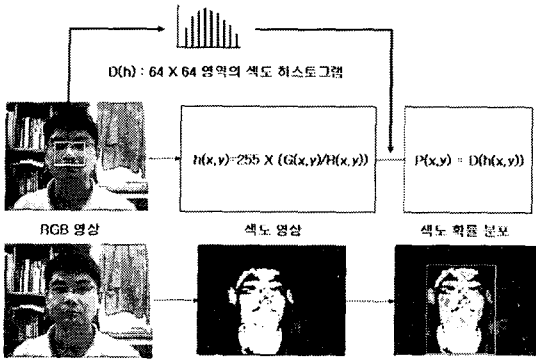 D(h) : 64 X 64 영역의 색도 히스토그램
h(x,y)=255 X (G(x,y)/R(x,y))
P(x,y) = D(h(x,y))
RGB 영상
색도 영상
색도 확률 분포